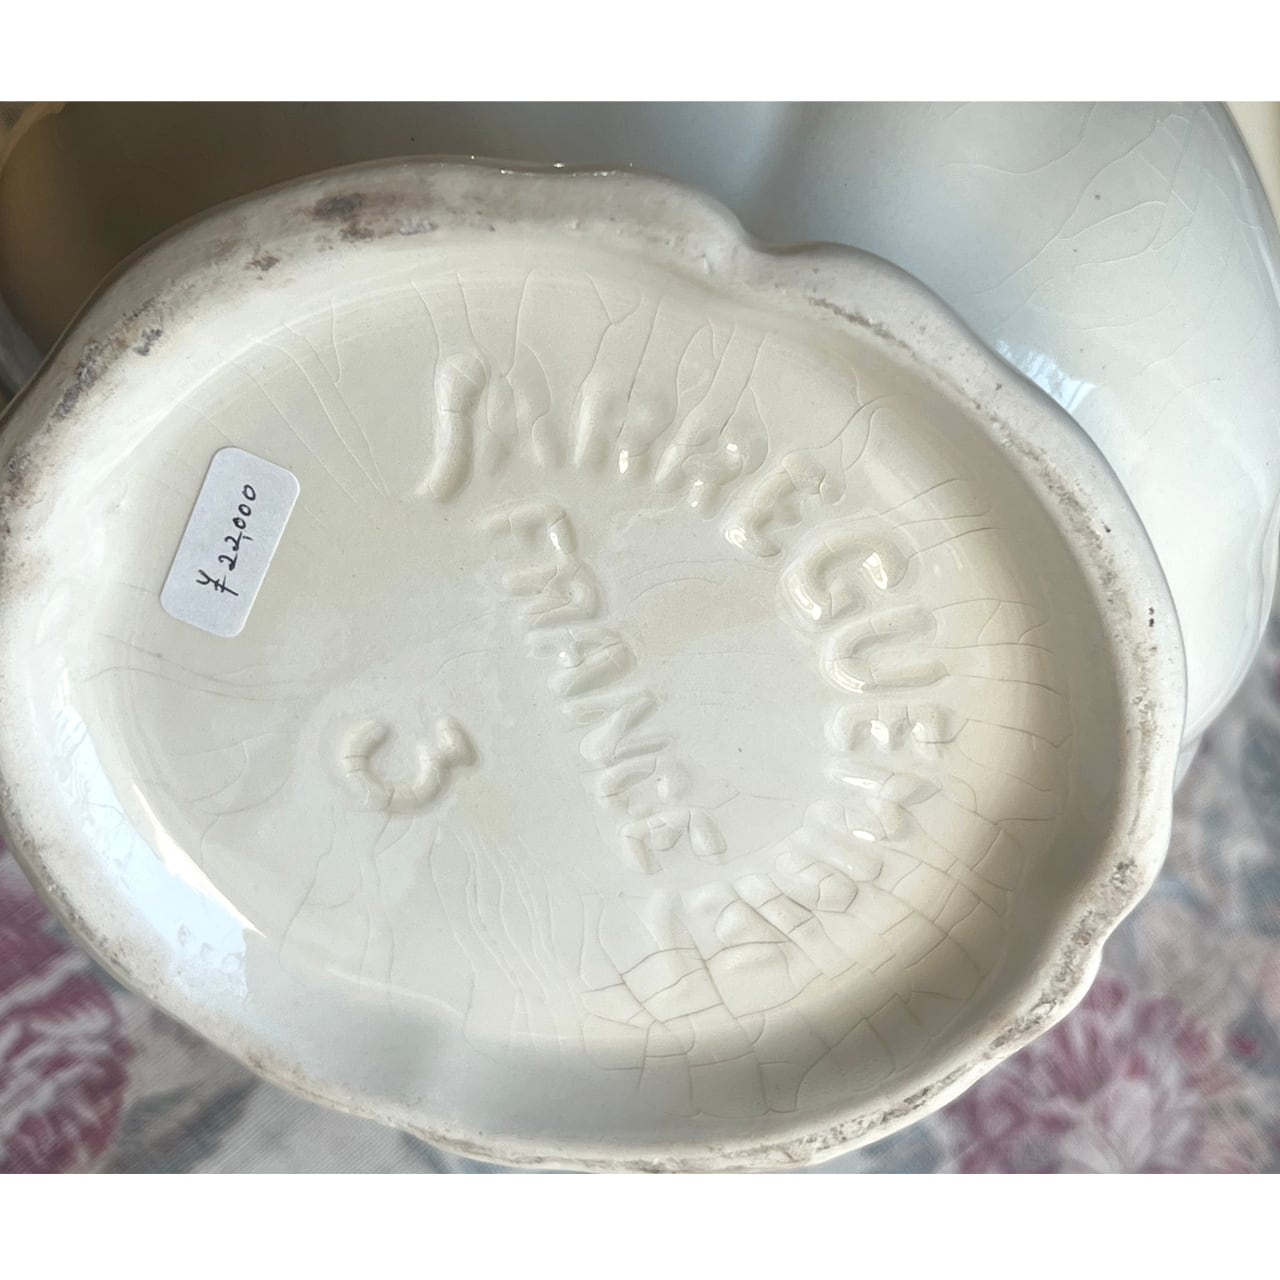 SARREGUEMINES
FRANCE
3
¥22,000